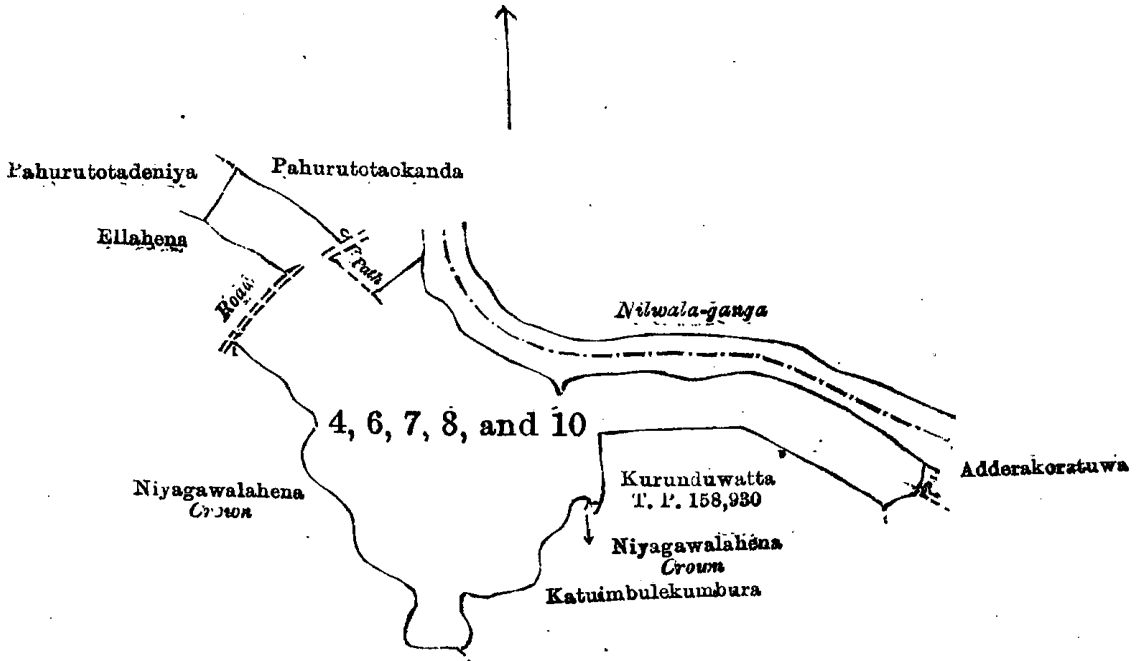 Pahurutotadeniya
Pahurutotaokanda
Ellahena
Path
Road
Nilwala-ganga
4, 6, 7, 8, and 10
Adderakoratuwa
Kurunduwatta
T. P. 158,930
Niyagawalahena
Crown
Niyagawalahena
Crown
Katuimbulekumbura